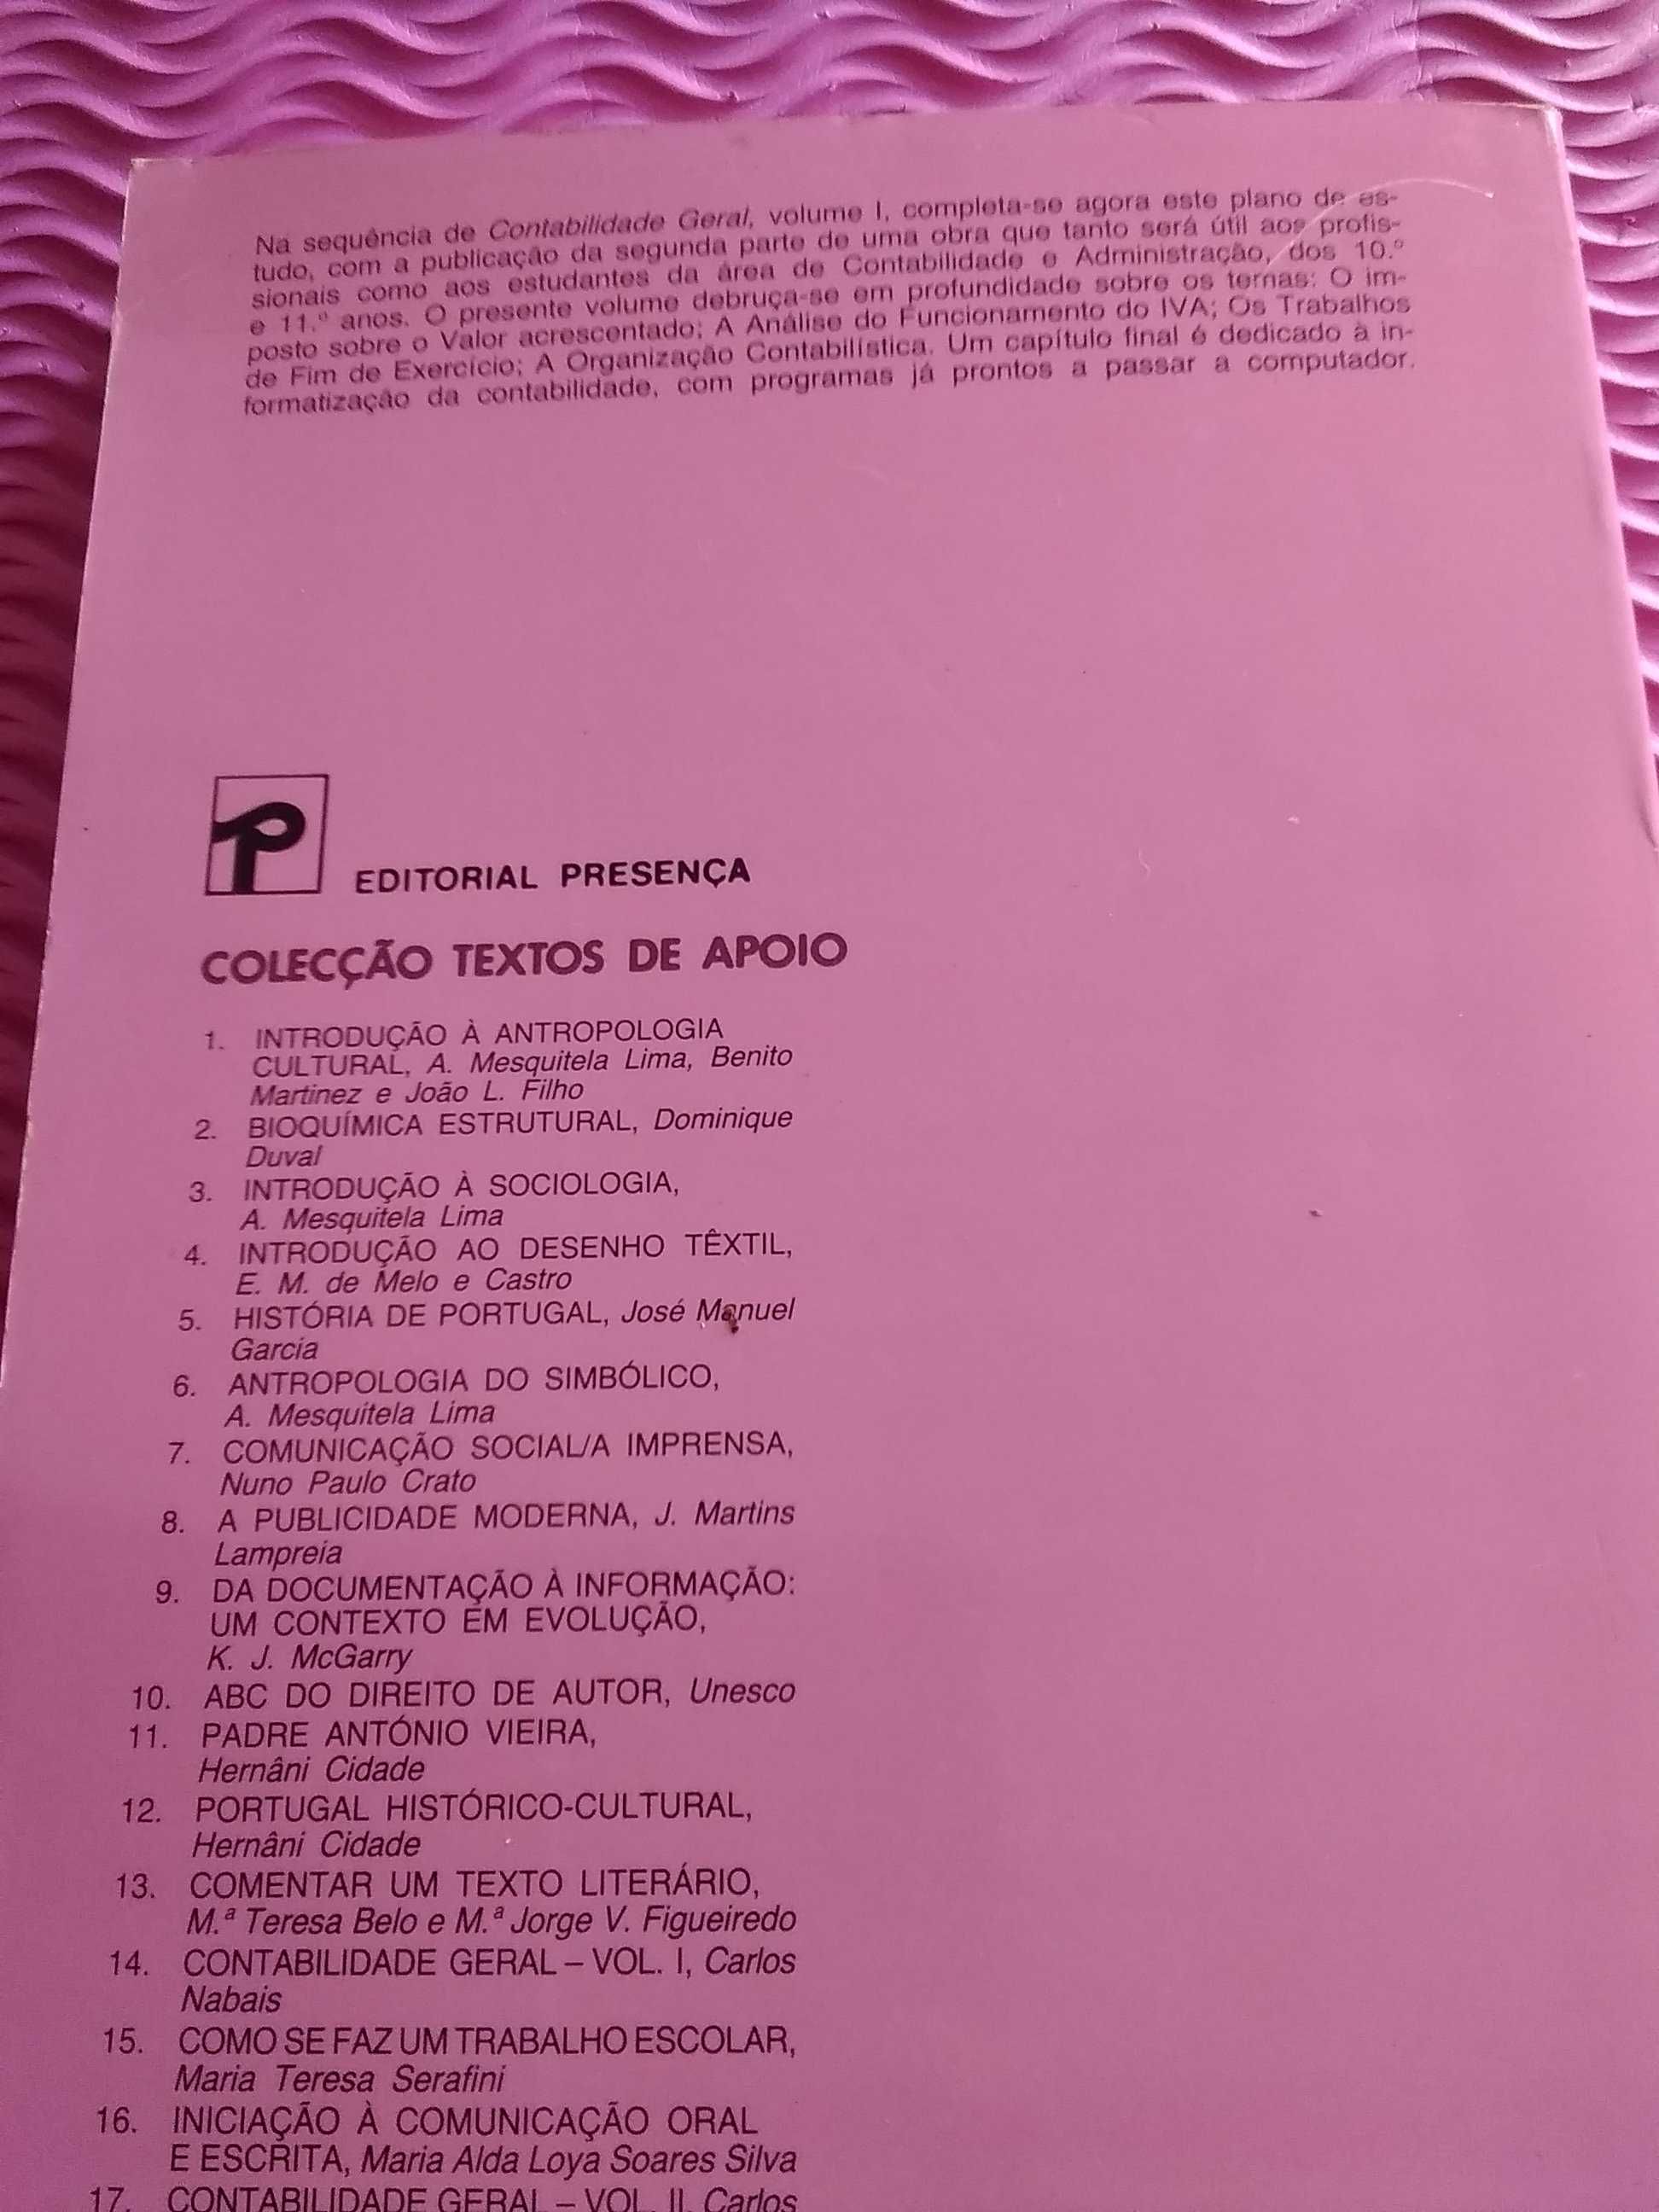 Na sequência de Contabilidade Geral, volume I, completa-se agora este plano de es-
tudo, com a publicação da segunda parte de uma obra que tanto será útil aos profis-
sionais como aos estudantes da área de Contabilidade e Administração, dos 10.º
e 11.º anos. O presente volume debruça-se em profundidade sobre os temas: O im-
posto sobre o Valor acrescentado; A Análise do Funcionamento do IVA; Os Trabalhos
de Fim de Exercício; A Organização Contabilística. Um capítulo final é dedicado à in-
formatização da contabilidade, com programas já prontos a passar a computador.
EDITORIAL PRESENÇA
COLECÇÃO TEXTOS DE APOIO
1. INTRODUÇÃO À ANTROPOLOGIA
CULTURAL, A. Mesquitela Lima, Benito
Martinez e João L. Filho
2. BIOQUÍMICA ESTRUTURAL, Dominique
Duval
3. INTRODUÇÃO À SOCIOLOGIA,
A. Mesquitela Lima
4. INTRODUÇÃO AO DESENHO TÊXTIL,
E. M. de Melo e Castro
5. HISTÓRIA DE PORTUGAL, José Manuel
Garcia
6. ANTROPOLOGIA DO SIMBÓLICO,
A. Mesquitela Lima
7. COMUNICAÇÃO SOCIAL/A IMPRENSA,
Nuno Paulo Crato
8. A PUBLICIDADE MODERNA, J. Martins
Lampreia
9. DA DOCUMENTAÇÃO À INFORMAÇÃO:
UM CONTEXTO EM EVOLUÇÃO,
K. J. McGarry
10. ABC DO DIREITO DE AUTOR, Unesco
11. PADRE ANTÓNIO VIEIRA,
Hernâni Cidade
12. PORTUGAL HISTÓRICO-CULTURAL,
Hernâni Cidade
13. COMENTAR UM TEXTO LITERÁRIO,
M.ª Teresa Belo e M.ª Jorge V. Figueiredo
14. CONTABILIDADE GERAL – VOL. I, Carlos
Nabais
15. COMO SE FAZ UM TRABALHO ESCOLAR,
Maria Teresa Serafini
16. INICIAÇÃO À COMUNICAÇÃO ORAL
E ESCRITA, Maria Alda Loya Soares Silva
17. CONTABILIDADE GERAL – VOL. II, Carlos